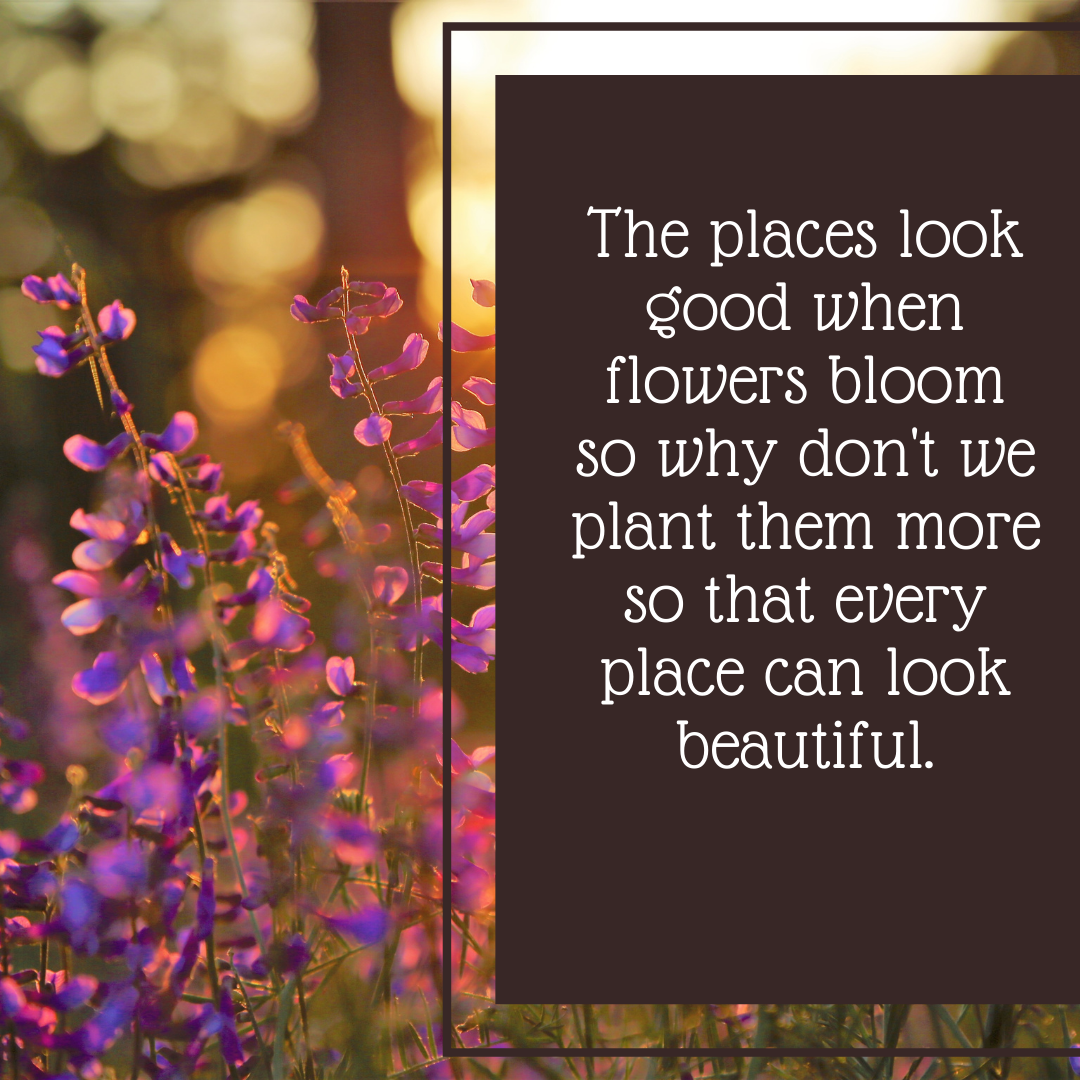 The places look
good when
flowers bloom
so why don't we
plant them more
so that every
place can look
beautiful.